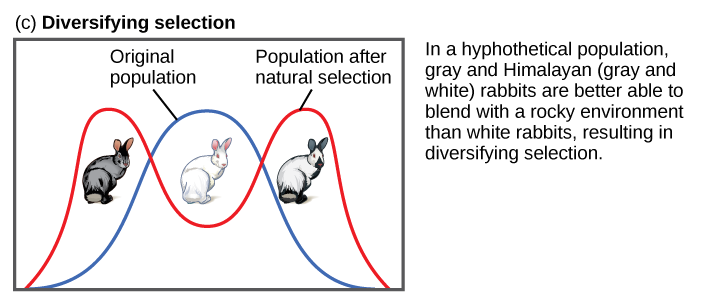 (c) Diversifying selection
Original
population
Population after
natural selection
In a hyphothetical population,
gray and Himalayan (gray and
white) rabbits are better able to
blend with a rocky environment
than white rabbits, resulting in
diversifying selection.